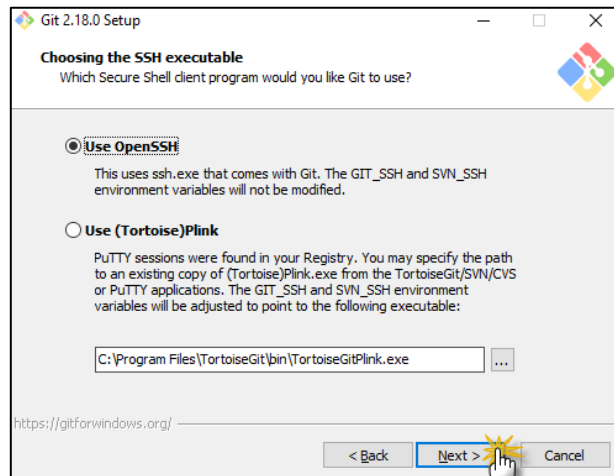 Git 2.18.0 Setup
Choosing the SSH executable
Which Secure Shell client program would you like Git to use?
Use OpenSSH
This uses ssh.exe that comes with Git. The GIT_SSH and SVN_SSH
environment variables will not be modified.
Use (Tortoise)Plink
PuTTY sessions were found in your Registry. You may specify the path
to an existing copy of (Tortoise)Plink.exe from the TortoiseGit/SVN/CVS
or PuTTY applications. The GIT_SSH and SVN_SSH environment
variables will be adjusted to point to the following executable:
C:\Program Files\TortoiseGit\bin\TortoiseGitPlink.exe
...
https://gitforwindows.org/
< Back
Next >
Cancel